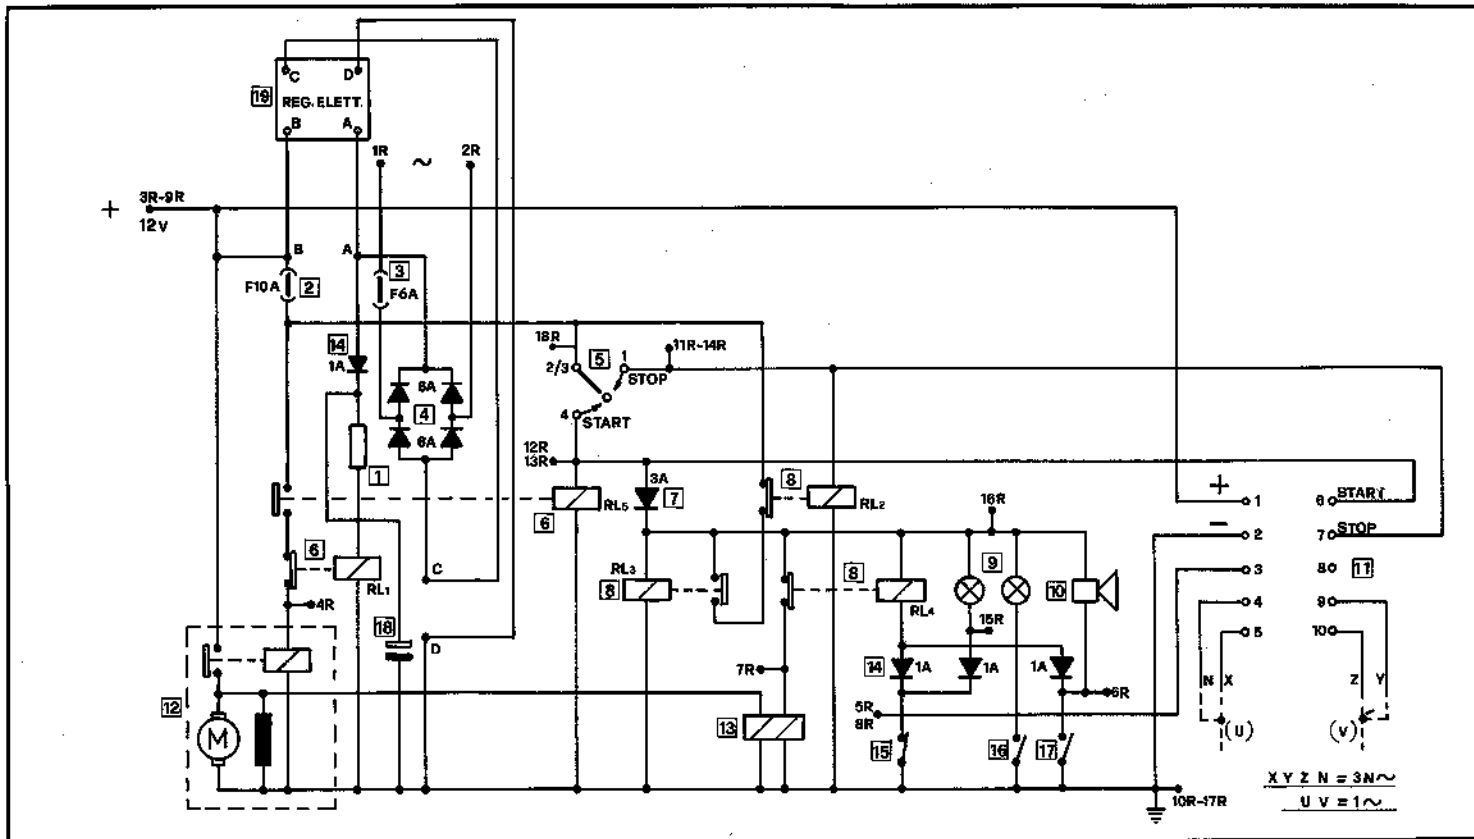 C D
19 REG. ELETT.
B A
1R ~ 2R
+ 3R-9R
12V
B A 3
F10A 2 F6A
14
1A
18R 5 1 11R-14R
2/3 STOP
6A
4
4 START
6A
12R
13R
1
3A
7 8
RL5 RL2
6
16R
+ 1 6 START
- 2 7 STOP
6
RL1
C RL3 8 9
8 RL4 10
3 8 11
4R
4 9
18
D 15R
5 10
14 1A 1A 1A
7R 6R
N X Z Y
12 5R
8R
13
M 15 16 17
(U) (V)
X Y Z N = 3N~
10R-17R
U V = 1~